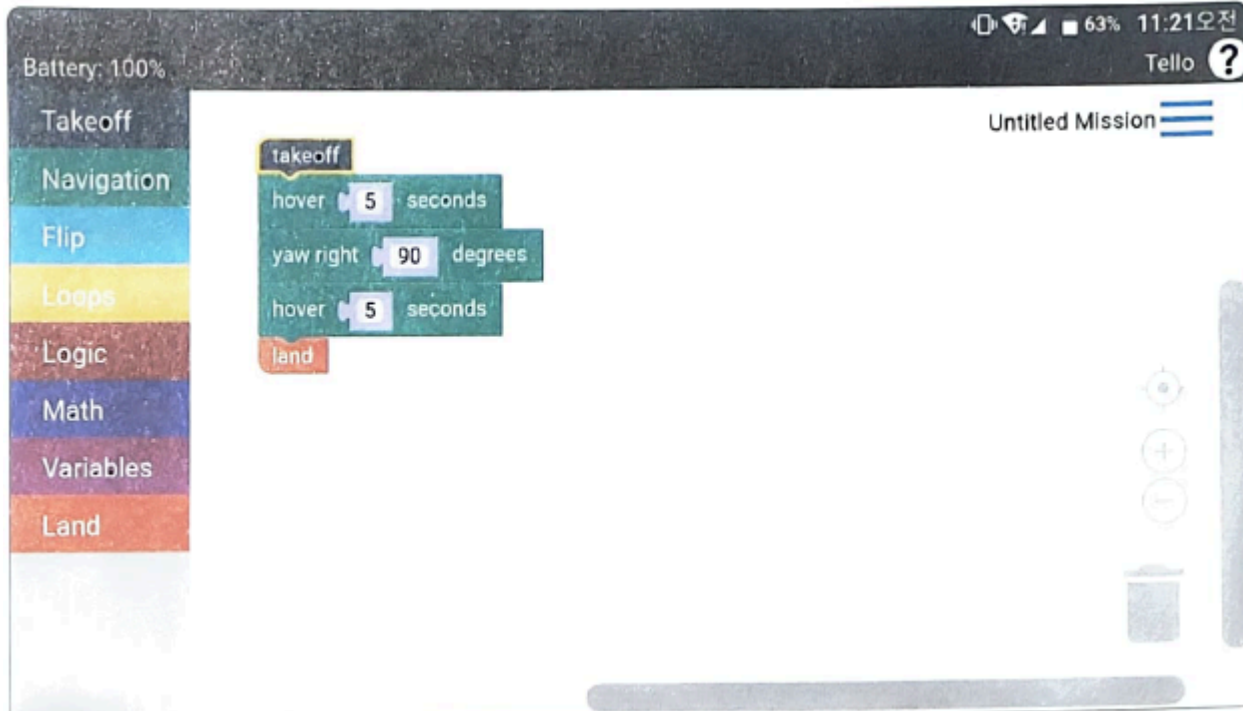 63% 11:21오전
Battery: 100%
Tello ?
Takeoff
Navigation
Flip
Loops
Logic
Math
Variables
Land
Untitled Mission
takeoff
hover 5 seconds
yaw right 90 degrees
hover 5 seconds
land